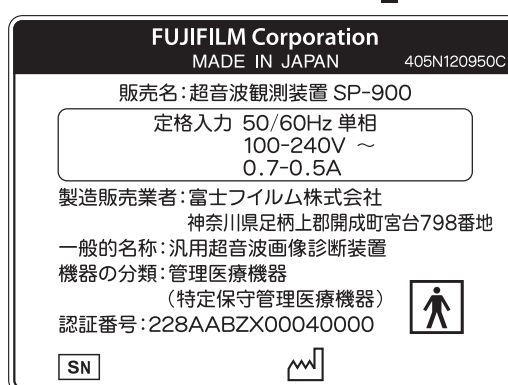 FUJIFILM Corporation
MADE IN JAPAN 405N120950C
販売名:超音波観測装置 SP-900
定格入力 50/60Hz 単相
100-240V ～
0.7-0.5A
製造販売業者:富士フイルム株式会社
神奈川県足柄上郡開成町宮台798番地
一般的名称:汎用超音波画像診断装置
機器の分類:管理医療機器
(特定保守管理医療機器)
認証番号:228AABZX00040000
SN